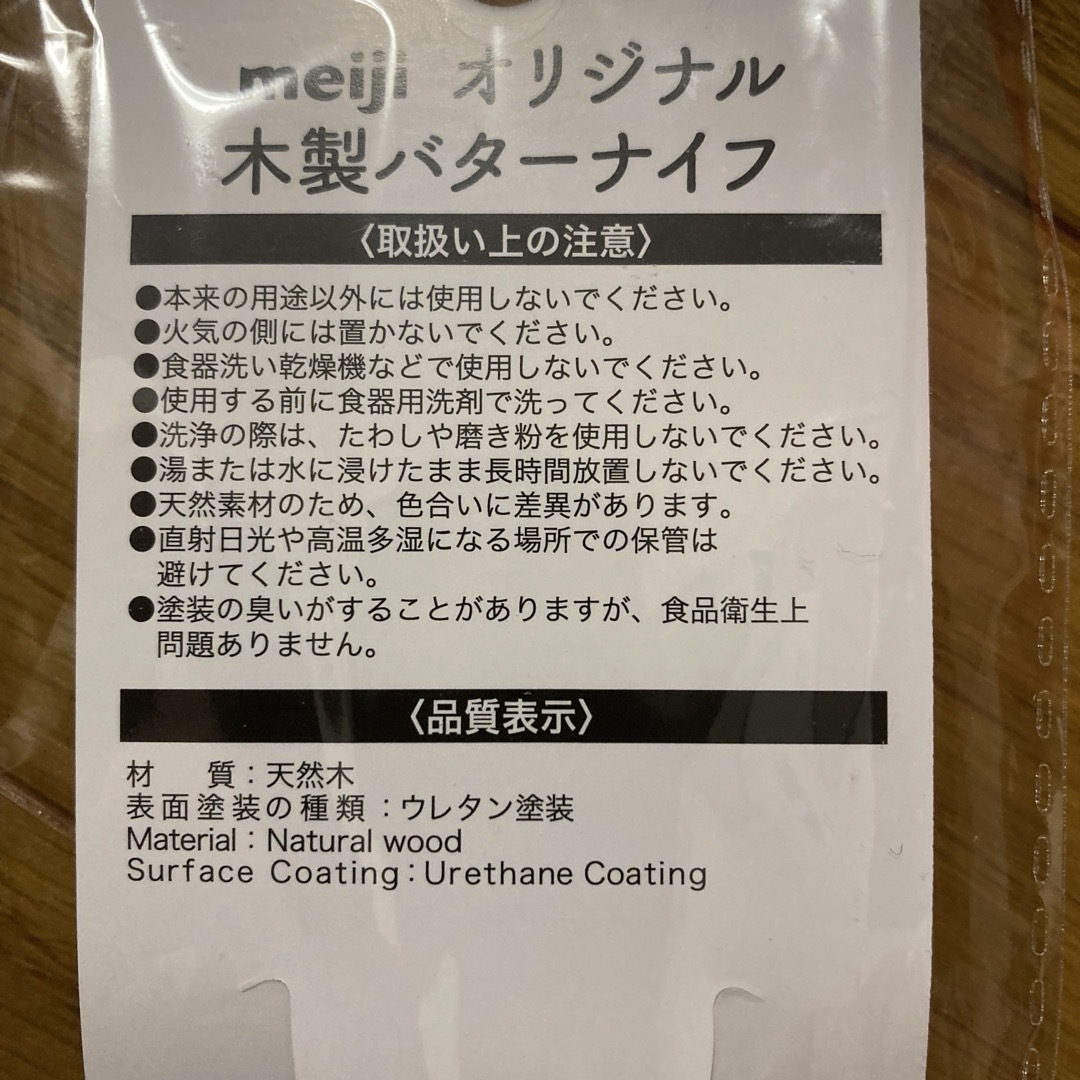 meiji オリジナル
木製バターナイフ
〈取扱い上の注意〉
●本来の用途以外には使用しないでください。
●火気の側には置かないでください。
●食器洗い乾燥機などで使用しないでください。
●使用する前に食器用洗剤で洗ってください。
●洗浄の際は、たわしや磨き粉を使用しないでください。
●湯または水に浸けたまま長時間放置しないでください。
●天然素材のため、色合いに差異があります。
●直射日光や高温多湿になる場所での保管は
避けてください。
●塗装の臭いがすることがありますが、食品衛生上
問題ありません。
〈品質表示〉
材 質：天然木
表面塗装の種類：ウレタン塗装
Material：Natural wood
Surface Coating：Urethane Coating